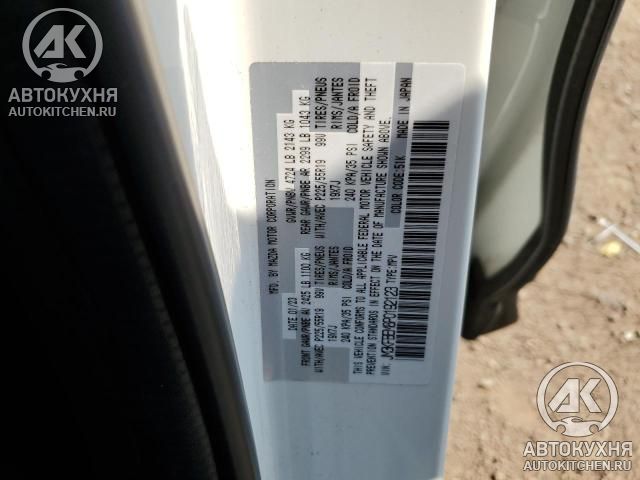 AK
АВТОКУХНЯ
AUTOKITCHEN.RU
MFD. BY MAZDA MOTOR CORPORATION
DATE: 01/23 GVWR/PNBV 4724 LB 2143 KG
FRONT GAWR/PNBE AV 2425 LB 1100 KG REAR GAWR/PNBE AR 2299 LB 1043 KG
WITH/AVEC P225/55R19 99V TIRES/PNEUS WITH/AVEC P225/55R19 99V TIRES/PNEUS
19X7J RIMS/JANTES 19X7J RIMS/JANTES
240 KPA/35 PSI COLD/A FROID 240 KPA/35 PSI COLD/A FROID
THIS VEHICLE CONFORMS TO ALL APPLICABLE FEDERAL MOTOR VEHICLE SAFETY AND THEFT
PREVENTION STANDARDS IN EFFECT ON THE DATE OF MANUFACTURE SHOWN ABOVE.
COLOR CODE:51K MADE IN JAPAN
VIN: TYPE:MPV
AK
АВТОКУХНЯ
AUTOKITCHEN.RU